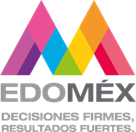 EDOMÉX
DECISIONES FIRMES,
RESULTADOS FUERTES.